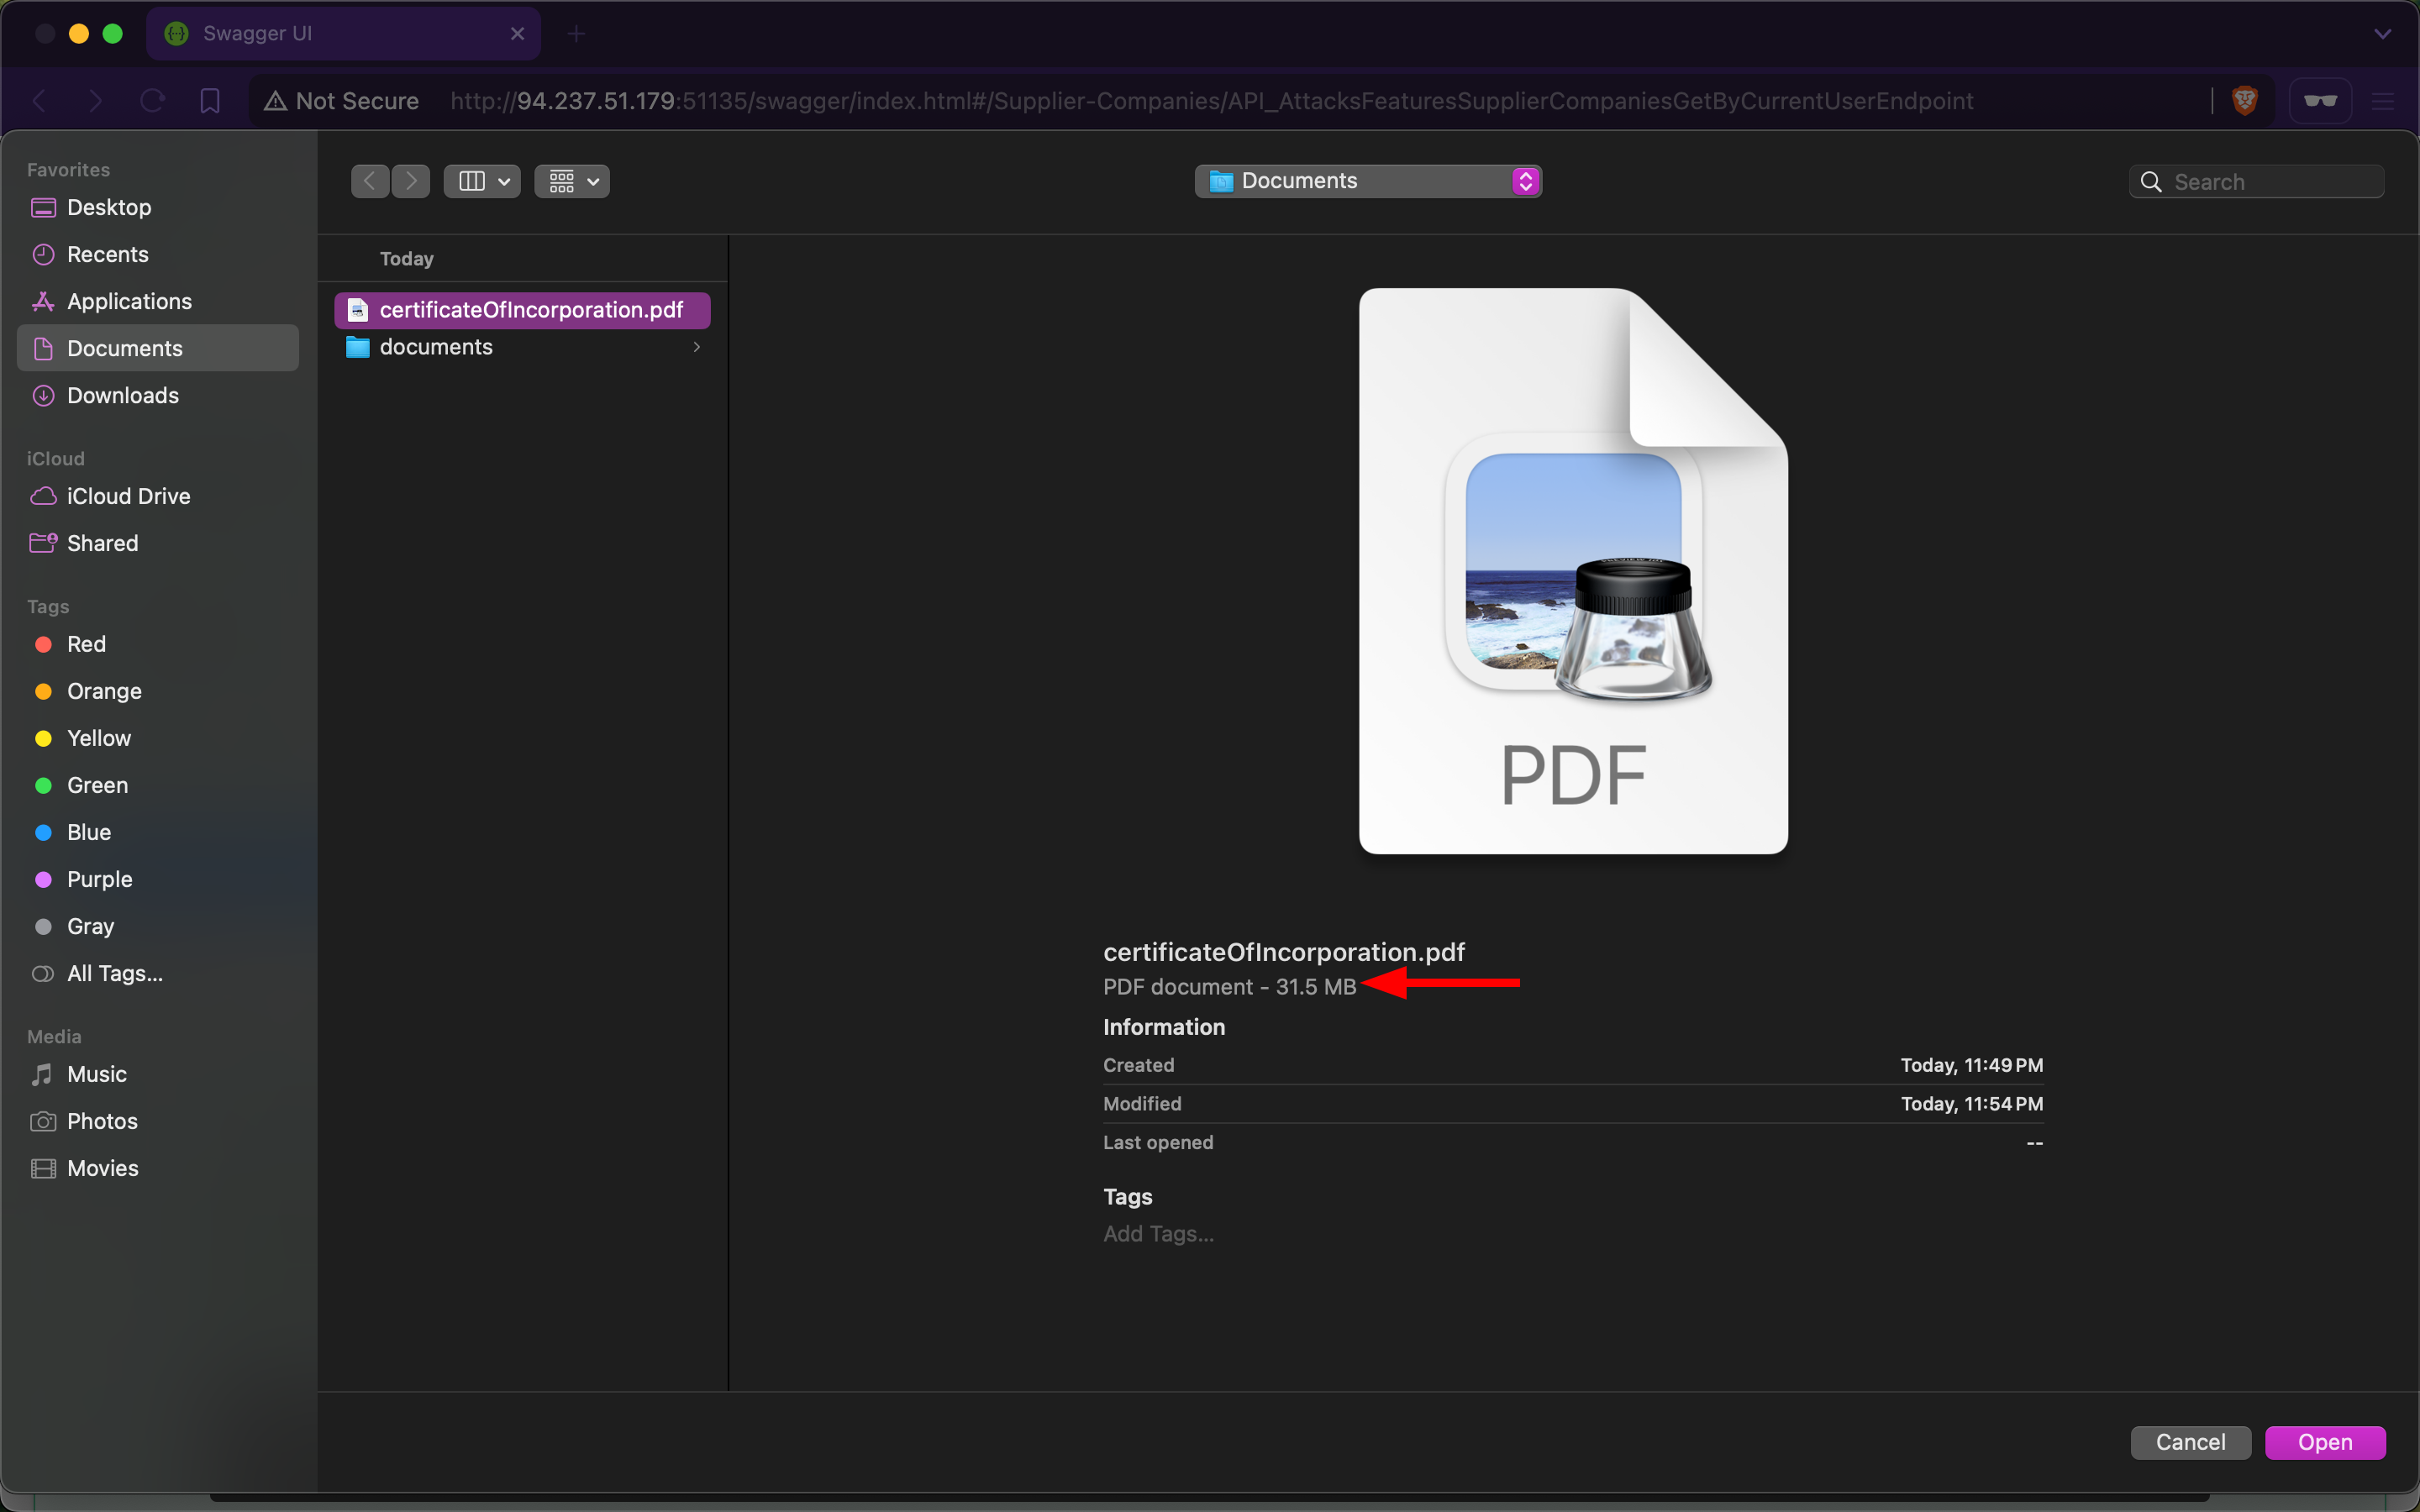 Swagger UI
Not Secure http://94.237.51.179:51135/swagger/index.html#/Supplier-Companies/API_AttacksFeaturesSupplierCompaniesGetByCurrentUserEndpoint
Documents
Search
Favorites
Desktop
Recents
Applications
Documents
Downloads
iCloud
iCloud Drive
Shared
Tags
Red
Orange
Yellow
Green
Blue
Purple
Gray
All Tags...
Media
Music
Photos
Movies
Today
certificateOfIncorporation.pdf
documents
PDF
certificateOfIncorporation.pdf
PDF document - 31.5 MB
Information
Created Today, 11:49 PM
Modified Today, 11:54 PM
Last opened --
Tags
Add Tags...
Cancel Open